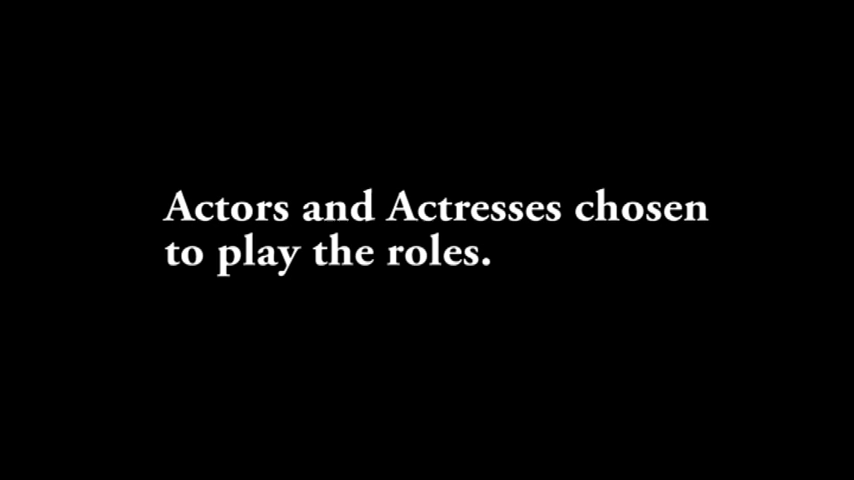 Actors and Actresses chosen
to play the roles.